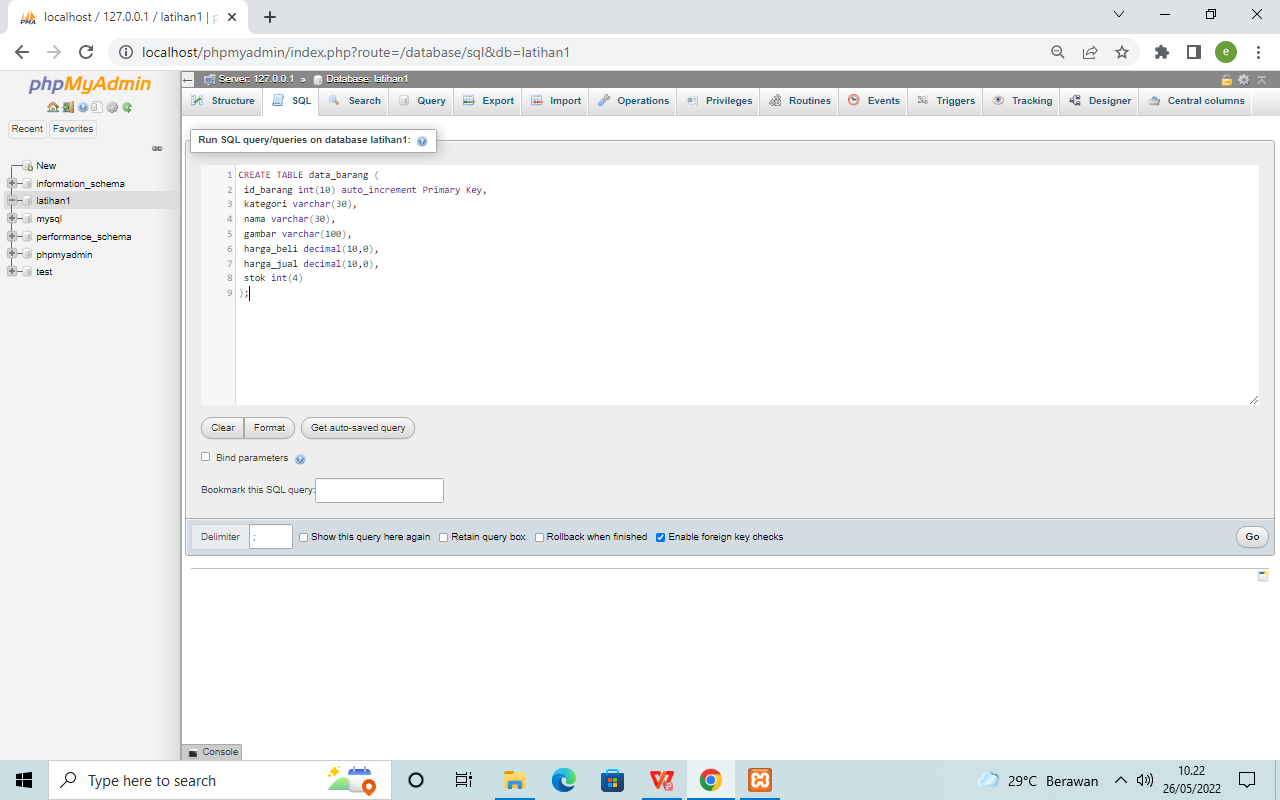 localhost / 127.0.0.1 / latihan1 | p
localhost/phpmyadmin/index.php?route=/database/sql&db=latihan1
e
phpMyAdmin
Recent Favorites
New
information_schema
latihan1
mysql
performance_schema
phpmyadmin
test
Server: 127.0.0.1 » Database: latihan1
Structure SQL Search Query Export Import Operations Privileges Routines Events Triggers Tracking Designer Central columns
Run SQL query/queries on database latihan1:
1 CREATE TABLE data_barang (
2 id_barang int(10) auto_increment Primary Key,
3 kategori varchar(30),
4 nama varchar(30),
5 gambar varchar(100),
6 harga_beli decimal(10,0),
7 harga_jual decimal(10,0),
8 stok int(4)
9 );
Clear Format Get auto-saved query
Bind parameters
Bookmark this SQL query:
Delimiter ; Show this query here again Retain query box Rollback when finished Enable foreign key checks Go
Console
Type here to search
29°C Berawan
10.22
26/05/2022